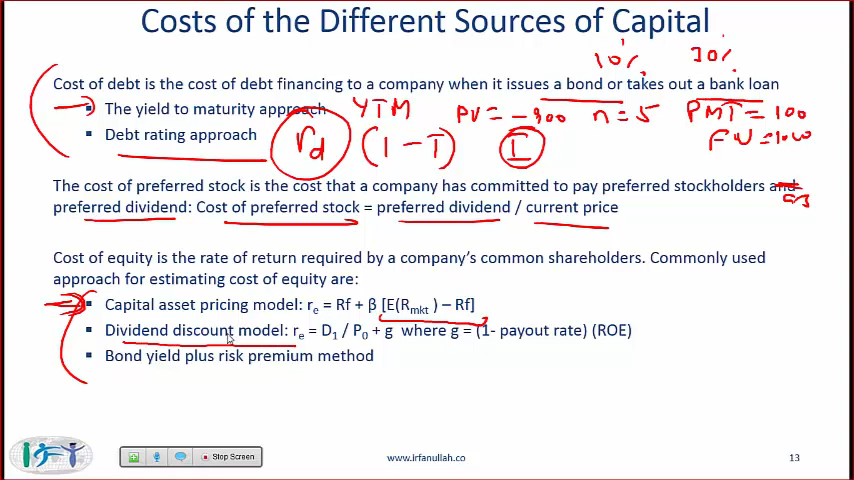 Costs of the Different Sources of Capital
10% 30%
Cost of debt is the cost of debt financing to a company when it issues a bond or takes out a bank loan
▪ The yield to maturity approach YTM PV = -900 n = 5 PMT = 100
FV = 1000
▪ Debt rating approach rd (1 - T) I
The cost of preferred stock is the cost that a company has committed to pay preferred stockholders and
preferred dividend: Cost of preferred stock = preferred dividend / current price
as
Cost of equity is the rate of return required by a company's common shareholders. Commonly used
approach for estimating cost of equity are:
▪ Capital asset pricing model: re = Rf + β [E(Rmkt ) – Rf]
▪ Dividend discount model: re = D1 / P0 + g where g = (1- payout rate) (ROE)
▪ Bond yield plus risk premium method
Stop Screen
www.irfanullah.co
13